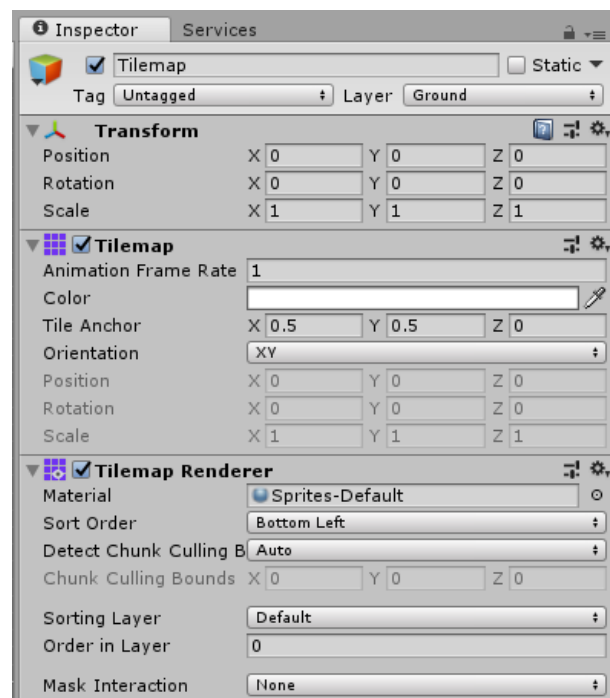 Inspector Services
Tilemap Static
Tag Untagged Layer Ground
Transform
Position X 0 Y 0 Z 0
Rotation X 0 Y 0 Z 0
Scale X 1 Y 1 Z 1
Tilemap
Animation Frame Rate 1
Color
Tile Anchor X 0.5 Y 0.5 Z 0
Orientation XY
Position X 0 Y 0 Z 0
Rotation X 0 Y 0 Z 0
Scale X 1 Y 1 Z 1
Tilemap Renderer
Material Sprites-Default
Sort Order Bottom Left
Detect Chunk Culling B Auto
Chunk Culling Bounds X 0 Y 0 Z 0
Sorting Layer Default
Order in Layer 0
Mask Interaction None